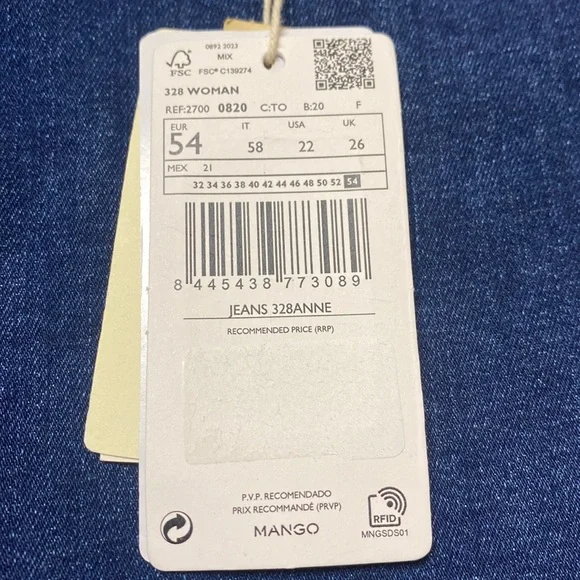 0892 2023
MIX
FSC® C139274
FSC
328 WOMAN
REF:2700 0820 C:TO B:20 F
EUR IT USA UK
54 58 22 26
MEX 21
32 34 36 38 40 42 44 46 48 50 52 54
8 445438 773089
JEANS 328ANNE
RECOMMENDED PRICE (RRP)
P.V.P. RECOMENDADO
PRIX RECOMMANDÉ (PRVP)
MANGO
RFID
MNGSDS01